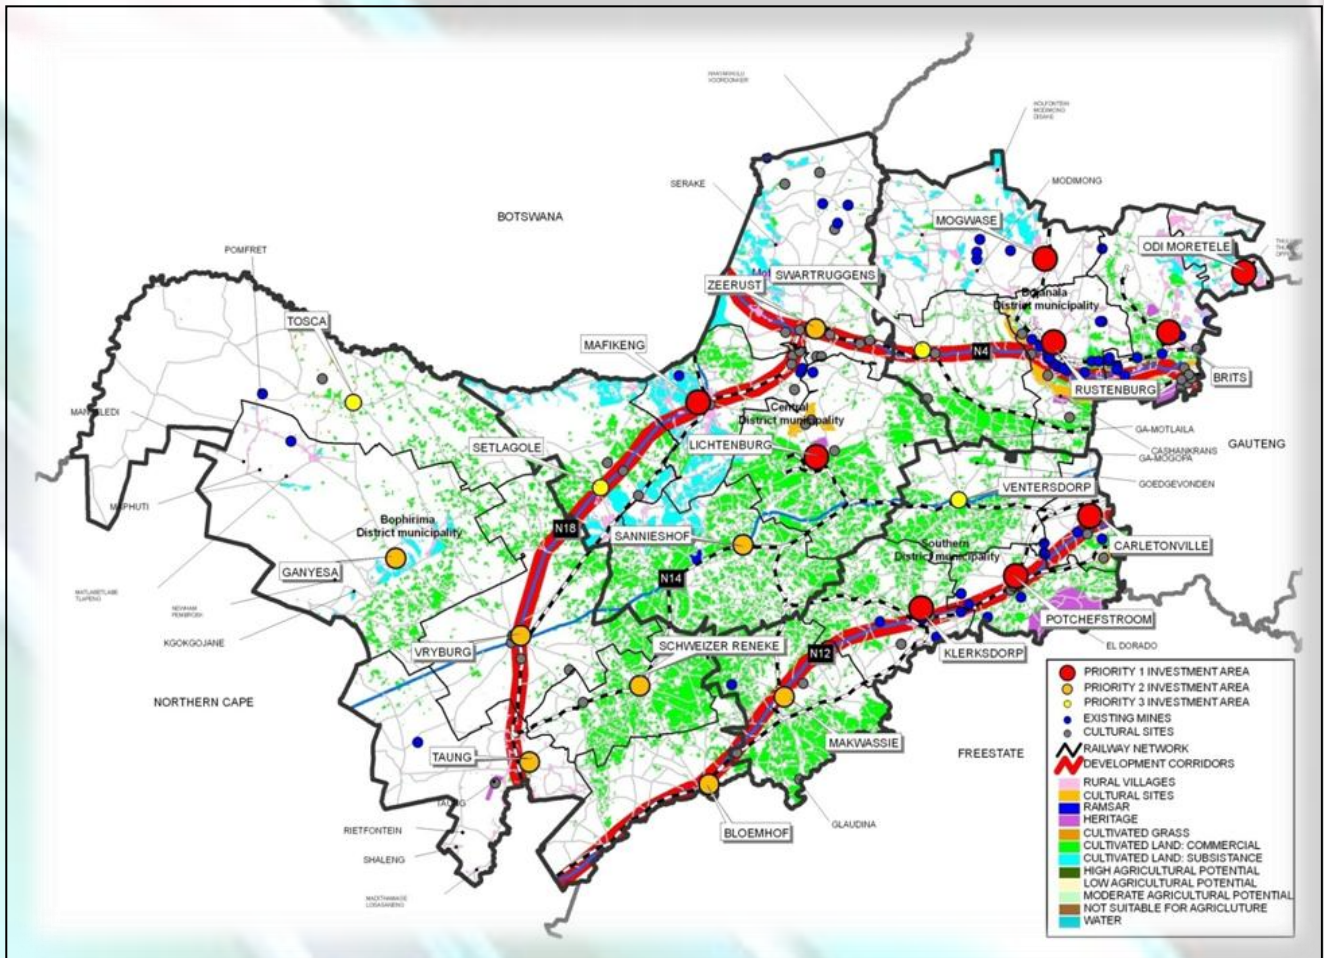 BOTSWANA
SERAKE
MODIMONG
MOGWASE
ODI MORETELE
POMFRET
SWARTRUGGENS
ZEERUST
Bojanala
District municipality
TOSCA
MAFIKENG
N4
RUSTENBURG
BRITS
Central
District municipality
SETLAGOLE
LICHTENBURG
GA-MOTLAILA
CASHANKRANS
GA-MOGOPA
GAUTENG
GOEDGEVONDEN
VENTERSDORP
Bophirima
District municipality
N18
SANNIESHOF
Southern
District municipality
CARLETONVILLE
GANYESA
N14
POTCHEFSTROOM
KGOKGOJANE
VRYBURG
SCHWEIZER RENEKE
N12
KLERKSDORP
EL DORADO
NORTHERN CAPE
TAUNG
MAKWASSIE
FREESTATE
TAUNG
RIETFONTEIN
SHALENG
BLOEMHOF
GLAUDINA
PRIORITY 1 INVESTMENT AREA
PRIORITY 2 INVESTMENT AREA
PRIORITY 3 INVESTMENT AREA
EXISTING MINES
CULTURAL SITES
RAILWAY NETWORK
DEVELOPMENT CORRIDORS
RURAL VILLAGES
CULTURAL SITES
RAMSAR
HERITAGE
CULTIVATED GRASS
CULTIVATED LAND: COMMERCIAL
CULTIVATED LAND: SUBSISTANCE
HIGH AGRICULTURAL POTENTIAL
LOW AGRICULTURAL POTENTIAL
MODERATE AGRICULTURAL POTENTIAL
NOT SUITABLE FOR AGRICLUTURE
WATER